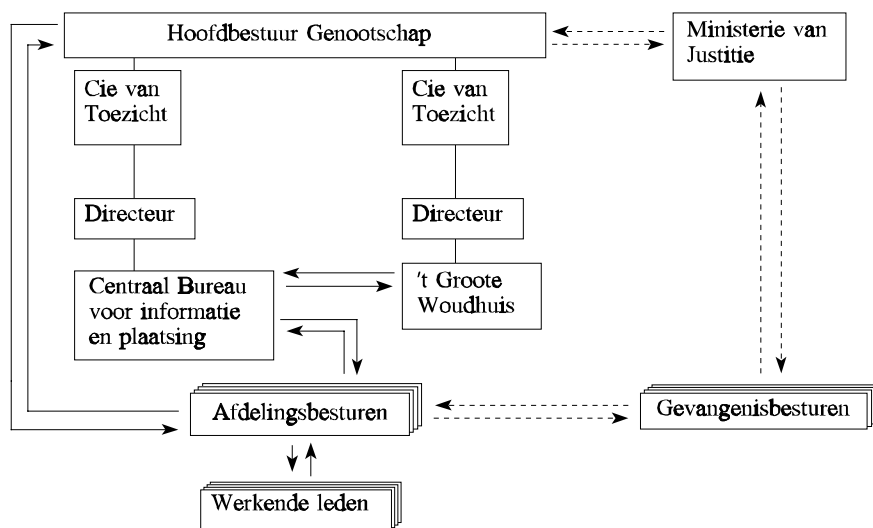 Hoofdbestuur Genootschap
Ministerie van
Justitie
Cie van
Toezicht
Cie van
Toezicht
Directeur
Directeur
Centraal Bureau
voor informatie
en plaatsing
't Groote
Woudhuis
Afdelingsbesturen
Gevangenisbesturen
Werkende leden